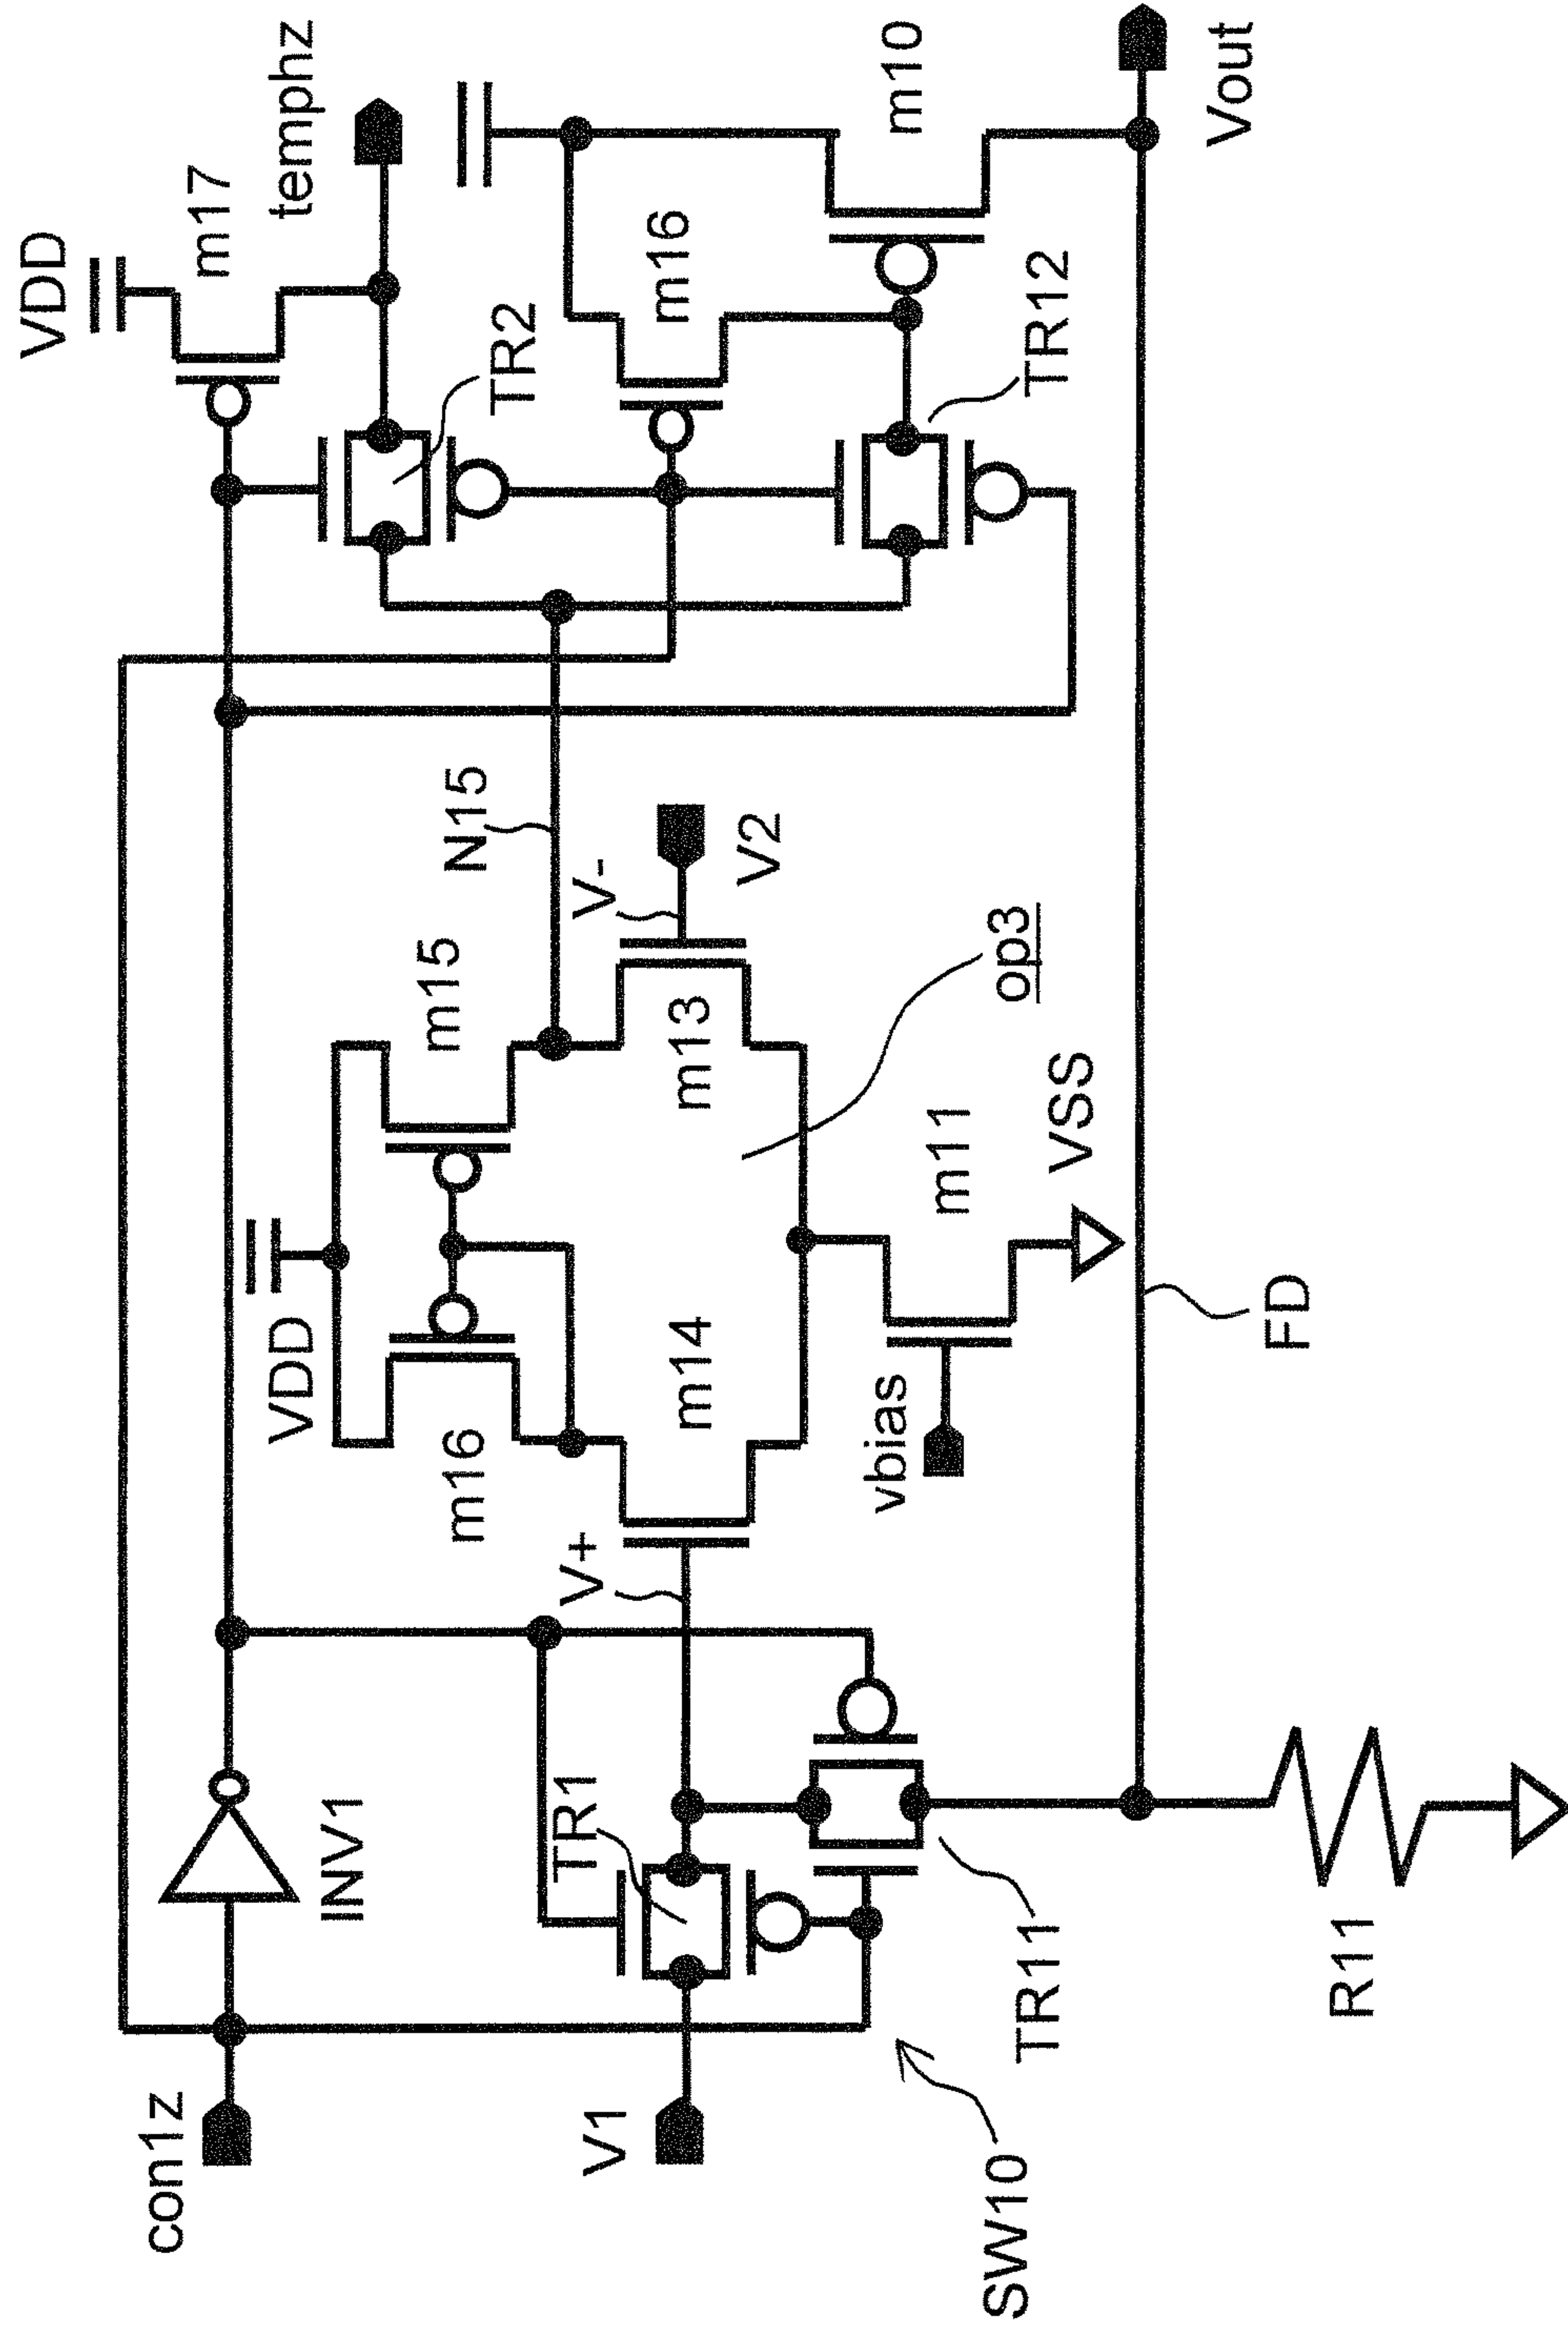 con1z
INV1
VDD
m17
temphz
V1
TR1
V+
m16
VDD
m15
N15
V-
V2
TR2
m16
m10
m14
m13
op3
TR12
SW10
TR11
vbias
m11
VSS
R11
FD
Vout